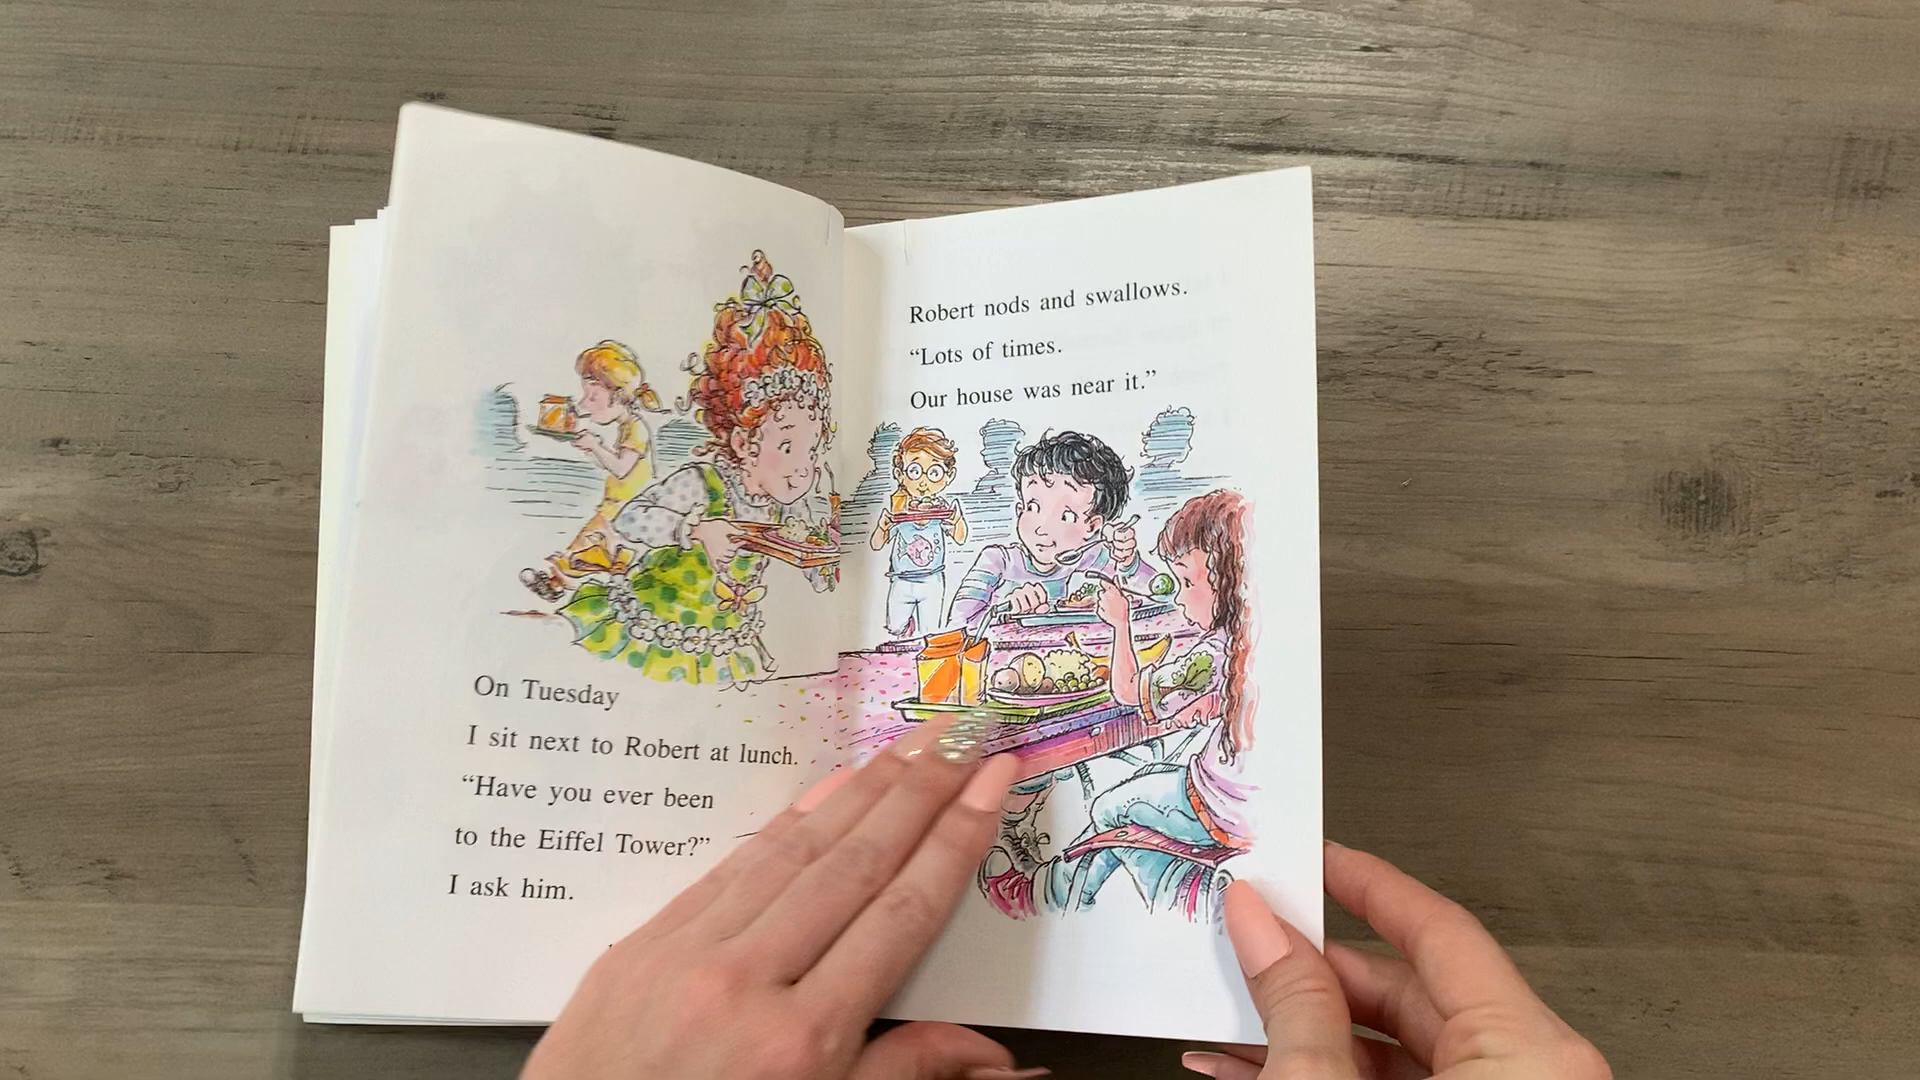 On Tuesday
I sit next to Robert at lunch.
“Have you ever been
to the Eiffel Tower?”
I ask him.
Robert nods and swallows.
“Lots of times.
Our house was near it.”